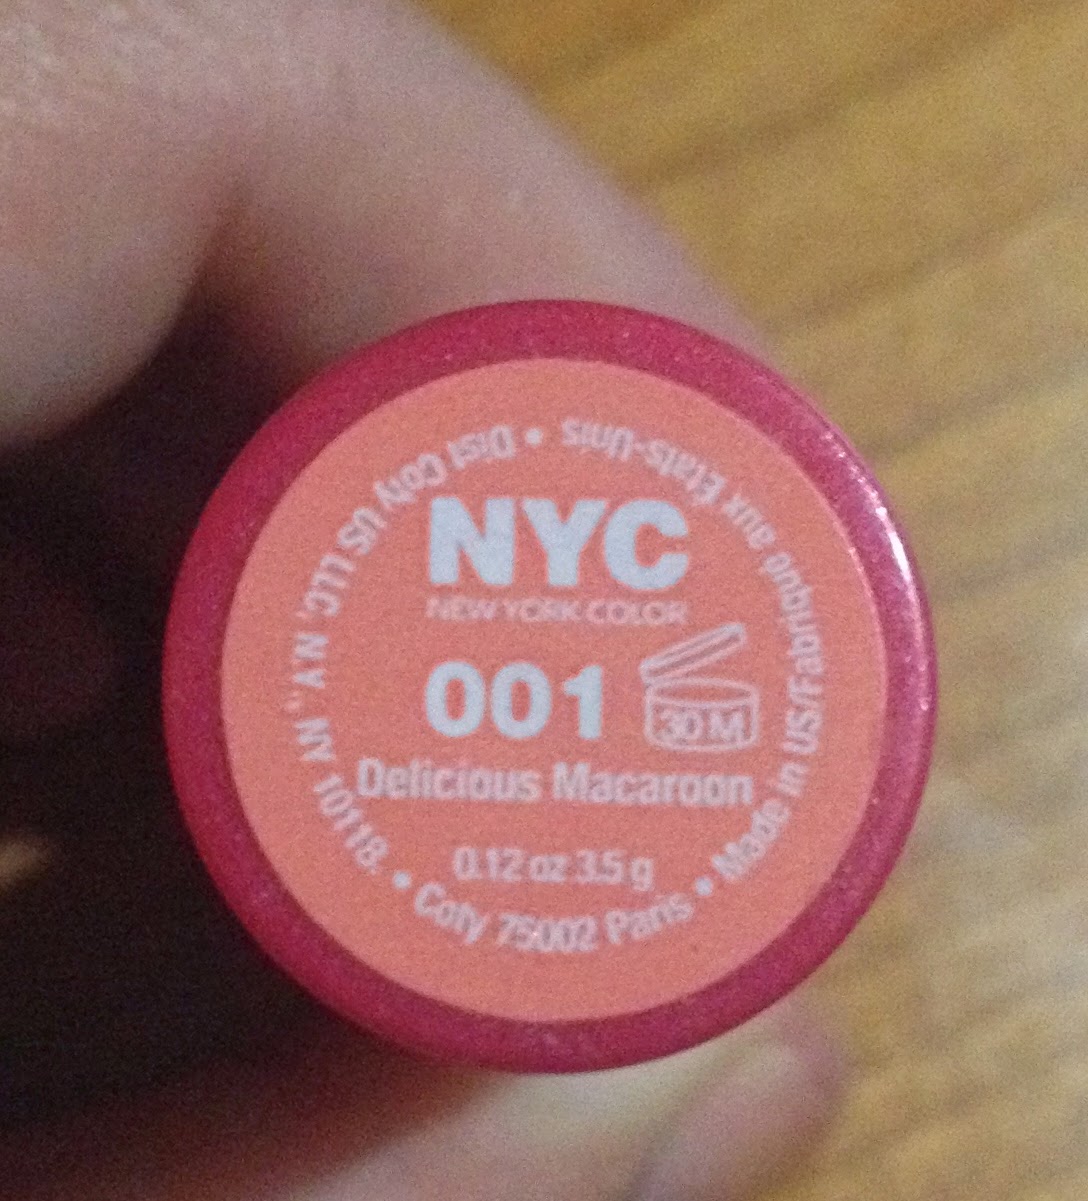 NYC
NEW YORK COLOR
001
30 M
Delicious Macaroon
0.12 oz 3.5 g
• Dist Coty US LLC, N.Y., NY 10118. • Coty 75002 Paris • Made in US/Fabriqué aux États-Unis